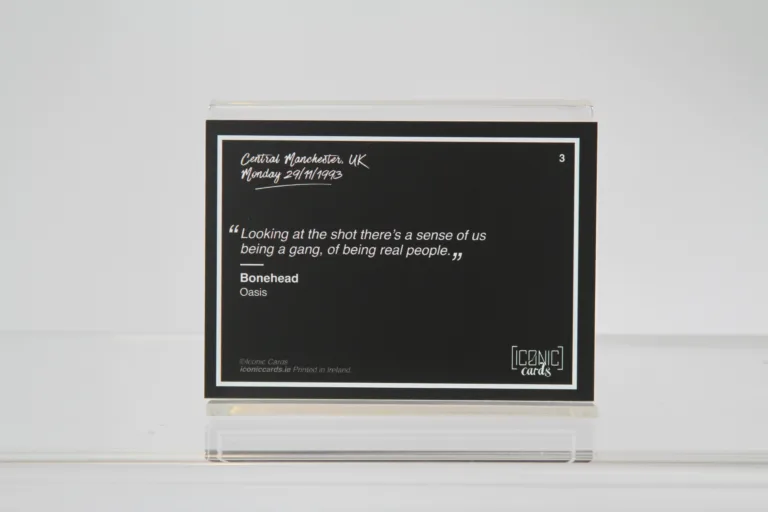 Central Manchester, UK
Monday 29/11/1993
3
“Looking at the shot there's a sense of us
being a gang, of being real people.”
Bonehead
Oasis
©Iconic Cards
iconiccards.ie Printed in Ireland.
[ICONIC]
cards